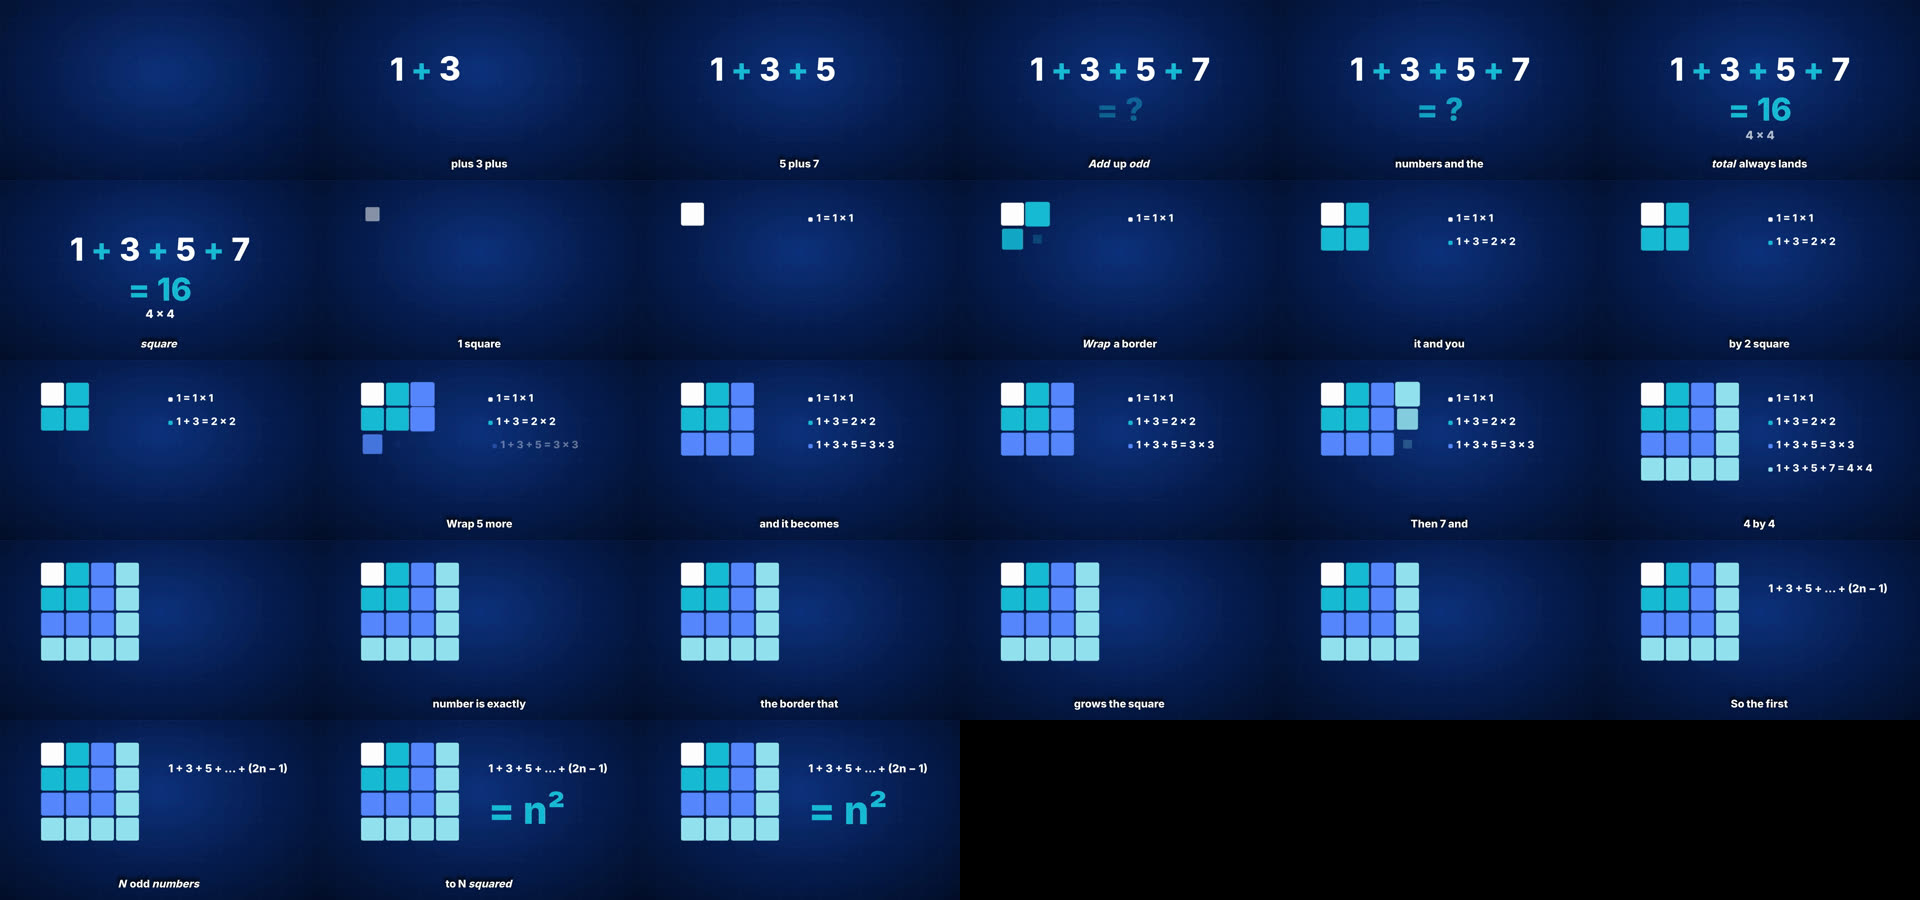 1 + 3
plus 3 plus
1 + 3 + 5
5 plus 7
1 + 3 + 5 + 7
= ?
Add up odd
1 + 3 + 5 + 7
= ?
numbers and the
1 + 3 + 5 + 7
= 16
4 × 4
total always lands
1 + 3 + 5 + 7
= 16
4 × 4
square
1 square
1 = 1 × 1
1 = 1 × 1
Wrap a border
1 = 1 × 1
1 + 3 = 2 × 2
it and you
1 = 1 × 1
1 + 3 = 2 × 2
by 2 square
1 = 1 × 1
1 + 3 = 2 × 2
1 = 1 × 1
1 + 3 = 2 × 2
1 + 3 + 5 = 3 × 3
Wrap 5 more
1 = 1 × 1
1 + 3 = 2 × 2
1 + 3 + 5 = 3 × 3
and it becomes
1 = 1 × 1
1 + 3 = 2 × 2
1 + 3 + 5 = 3 × 3
1 = 1 × 1
1 + 3 = 2 × 2
1 + 3 + 5 = 3 × 3
Then 7 and
1 = 1 × 1
1 + 3 = 2 × 2
1 + 3 + 5 = 3 × 3
1 + 3 + 5 + 7 = 4 × 4
4 by 4
number is exactly
the border that
grows the square
1 + 3 + 5 + ... + (2n − 1)
So the first
1 + 3 + 5 + ... + (2n − 1)
N odd numbers
1 + 3 + 5 + ... + (2n − 1)
= n²
to N squared
1 + 3 + 5 + ... + (2n − 1)
= n²